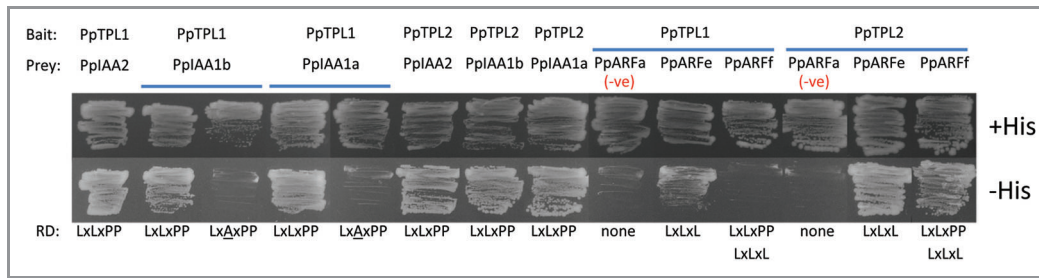 Bait: PpTPL1 PpTPL1 PpTPL1 PpTPL2 PpTPL2 PpTPL2 PpTPL1 PpTPL2
Prey: PpIAA2 PpIAA1b PpIAA1a PpIAA2 PpIAA1b PpIAA1a PpARFa PpARFe PpARFf PpARFa PpARFe PpARFf
(-ve) (-ve)
+His
-His
RD: LxLxPP LxLxPP LxAxPP LxLxPP LxAxPP LxLxPP LxLxPP LxLxPP none LxLxL LxLxPP none LxLxL LxLxPP
LxLxL LxLxL